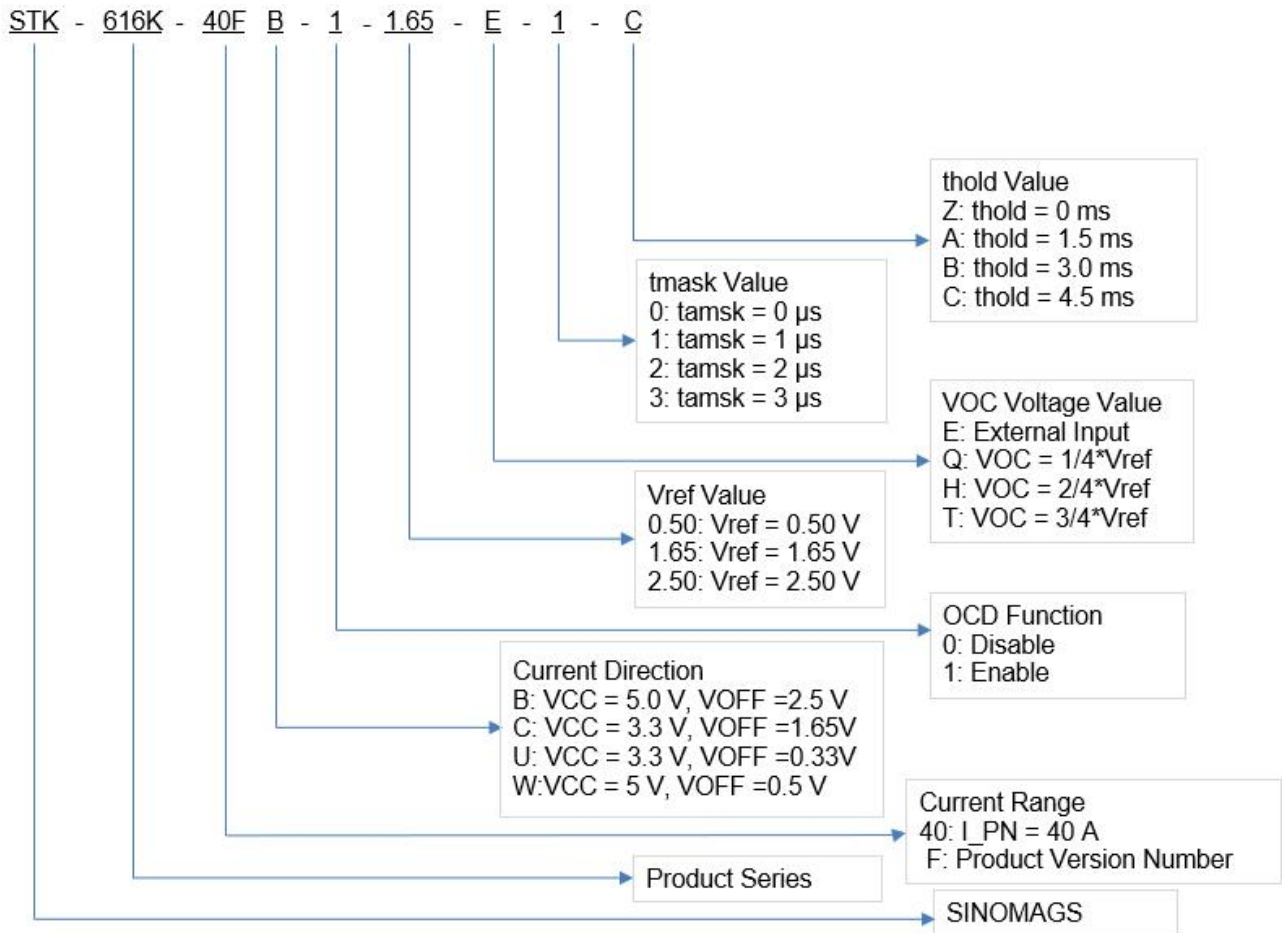 STK - 616K - 40F B - 1 - 1.65 - E - 1 - C
thold Value
Z: thold = 0 ms
A: thold = 1.5 ms
B: thold = 3.0 ms
C: thold = 4.5 ms
tmask Value
0: tamsk = 0 µs
1: tamsk = 1 µs
2: tamsk = 2 µs
3: tamsk = 3 µs
VOC Voltage Value
E: External Input
Q: VOC = 1/4*Vref
H: VOC = 2/4*Vref
T: VOC = 3/4*Vref
Vref Value
0.50: Vref = 0.50 V
1.65: Vref = 1.65 V
2.50: Vref = 2.50 V
OCD Function
0: Disable
1: Enable
Current Direction
B: VCC = 5.0 V, VOFF =2.5 V
C: VCC = 3.3 V, VOFF =1.65V
U: VCC = 3.3 V, VOFF =0.33V
W:VCC = 5 V, VOFF =0.5 V
Current Range
40: I_PN = 40 A
F: Product Version Number
Product Series
SINOMAGS